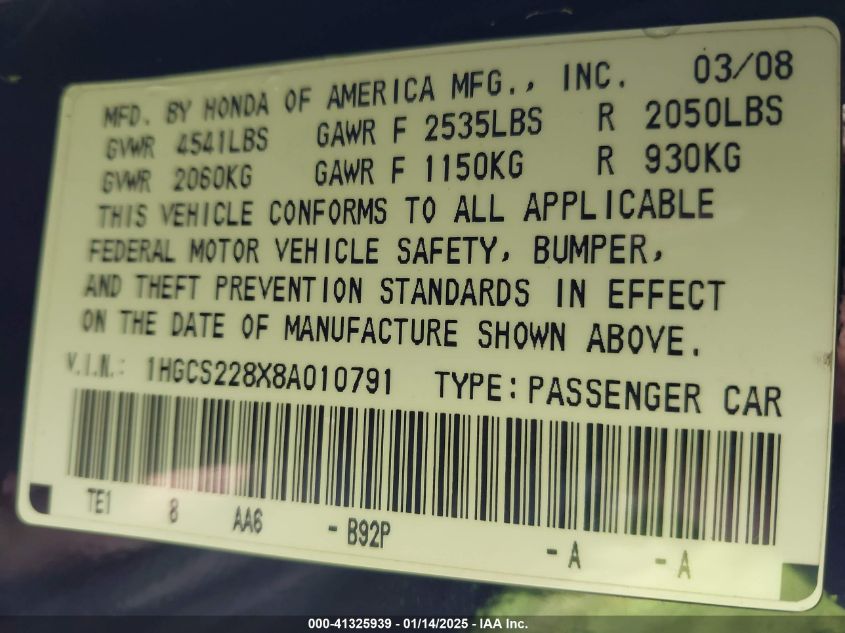 MFD. BY HONDA OF AMERICA MFG., INC. 03/08
GVWR 4541LBS GAWR F 2535LBS R 2050LBS
GVWR 2060KG GAWR F 1150KG R 930KG
THIS VEHICLE CONFORMS TO ALL APPLICABLE
FEDERAL MOTOR VEHICLE SAFETY, BUMPER,
AND THEFT PREVENTION STANDARDS IN EFFECT
ON THE DATE OF MANUFACTURE SHOWN ABOVE.
V.I.N.: 1HGCS228X8A010791 TYPE: PASSENGER CAR
TE1 8 AA6 - B92P - A - A
000-41325939 - 01/14/2025 - IAA Inc.